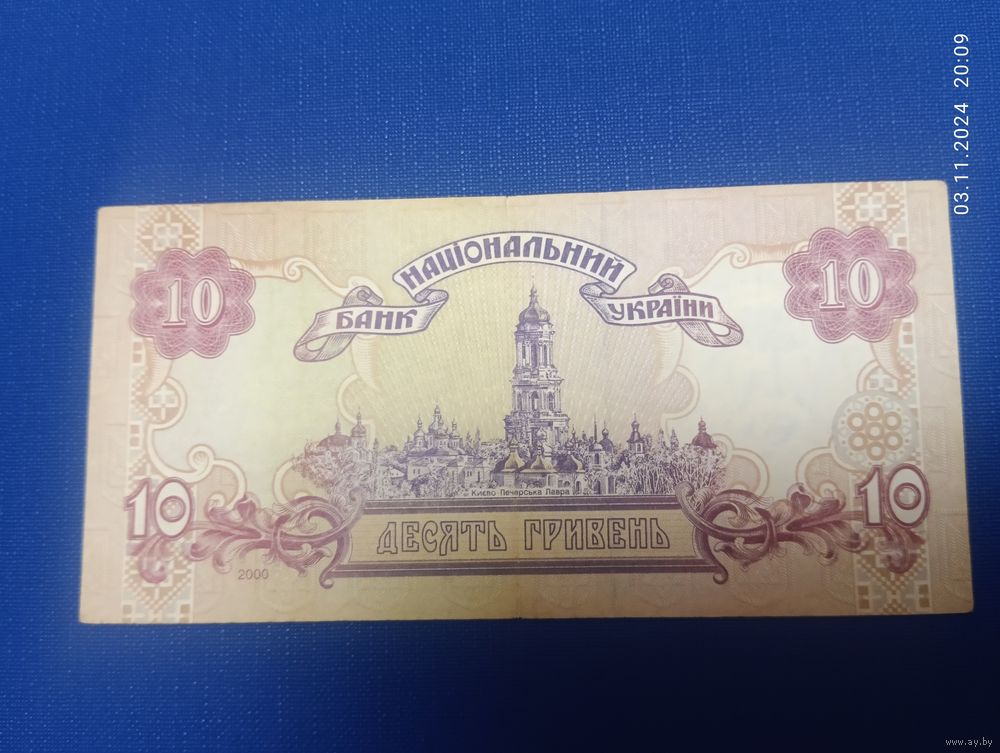 03.11.2024 20:09
БАНК НАЦІОНАЛЬНИЙ УКРАЇНИ
10 10
Києво Печерська Лавра
10 10
ДЕСЯТЬ ГРИВЕНЬ
2000
www.ay.by